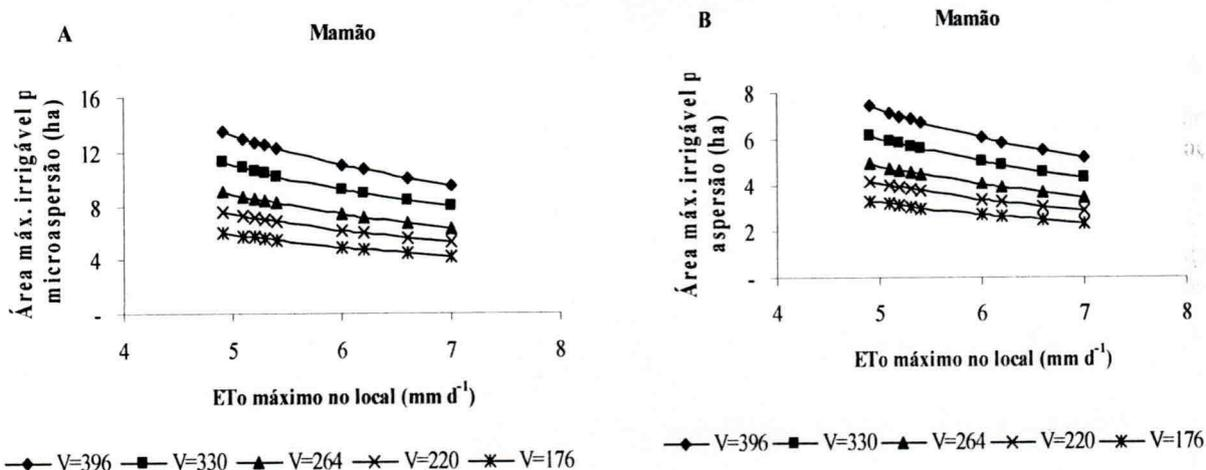 A
Mamão
Área máx. irrigável p
microaspersão (ha)
16
12
8
4
-
4 5 6 7 8
ETo máximo no local (mm d⁻¹)
V=396 V=330 V=264 V=220 V=176
B
Mamão
Área máx. irrigável p
aspersão (ha)
8
6
4
2
-
4 5 6 7 8
ETo máximo no local (mm d⁻¹)
V=396 V=330 V=264 V=220 V=176